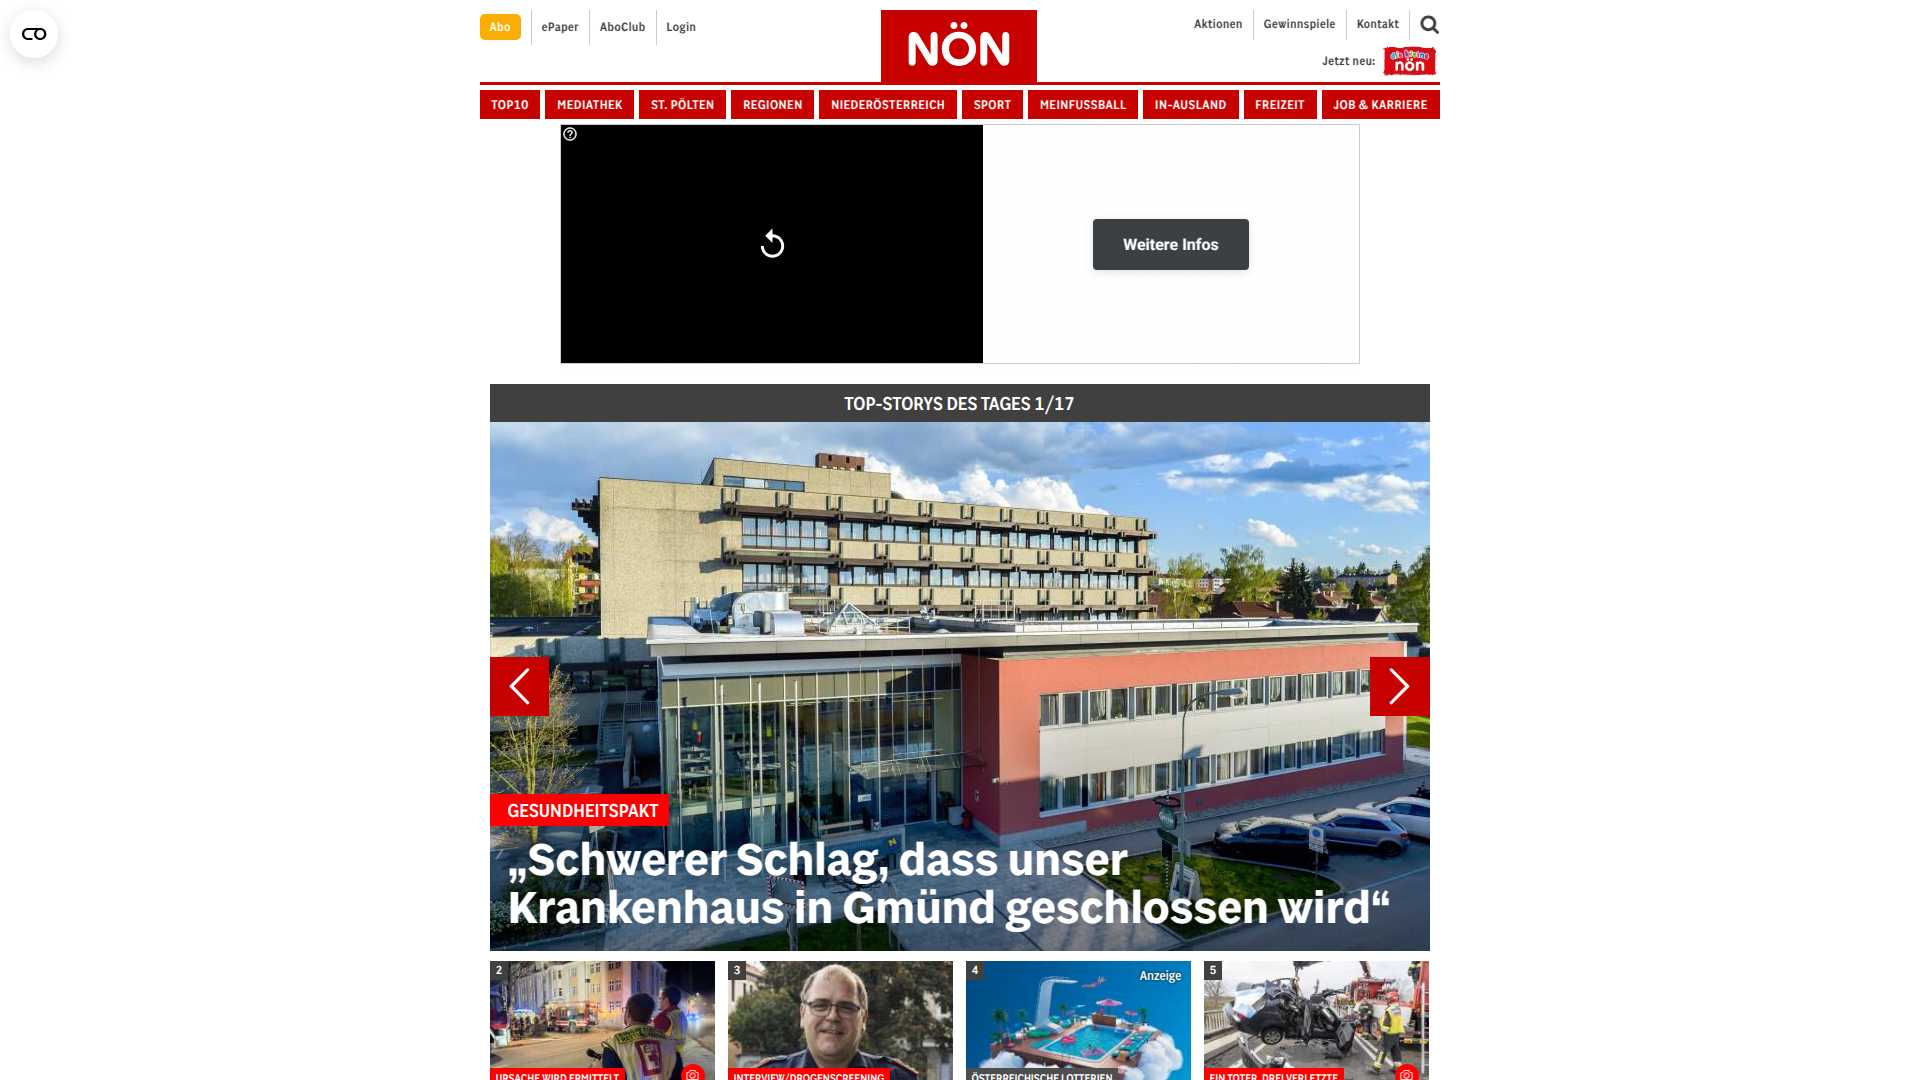 Abo
ePaper
AboClub
Login
NÖN
Aktionen
Gewinnspiele
Kontakt
Jetzt neu:
die kleine
nön
TOP10
MEDIATHEK
ST. PÖLTEN
REGIONEN
NIEDERÖSTERREICH
SPORT
MEINFUSSBALL
IN-AUSLAND
FREIZEIT
JOB & KARRIERE
Weitere Infos
TOP-STORYS DES TAGES 1/17
GESUNDHEITSPAKT
„Schwerer Schlag, dass unser
Krankenhaus in Gmünd geschlossen wird“
2
3
4
Anzeige
5
URSACHE WIRD ERMITTELT
INTERVIEW/DROGENSCREENING
ÖSTERREICHISCHE LOTTERIEN
EIN TOTER, DREI VERLETZTE